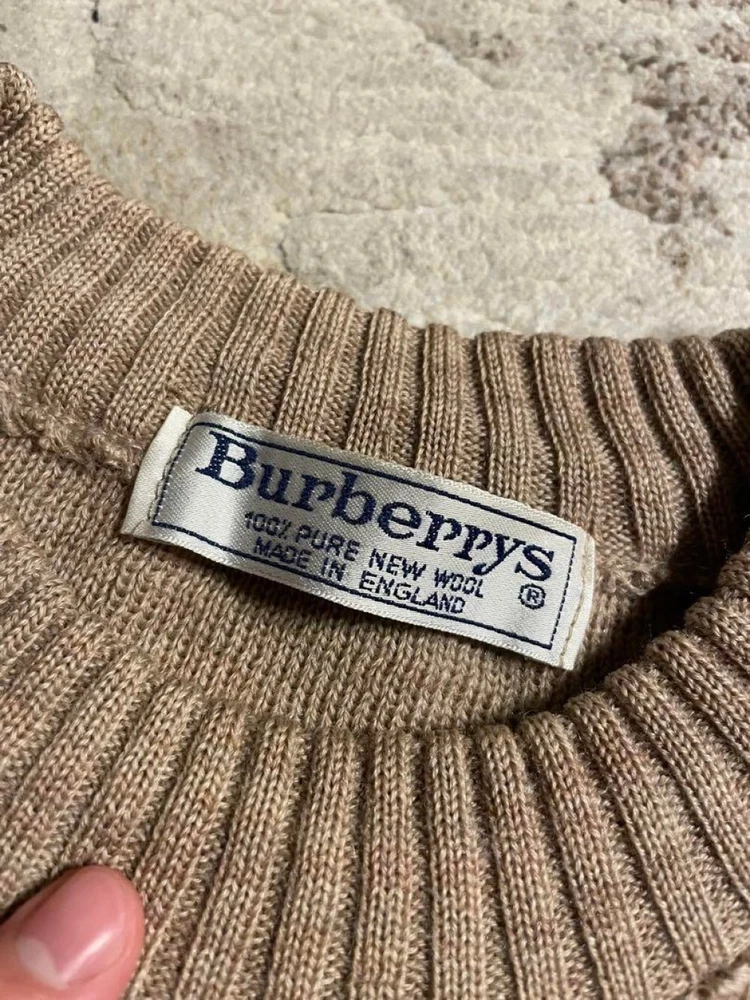 Burberrys
100% PURE NEW WOOL
MADE IN ENGLAND ®